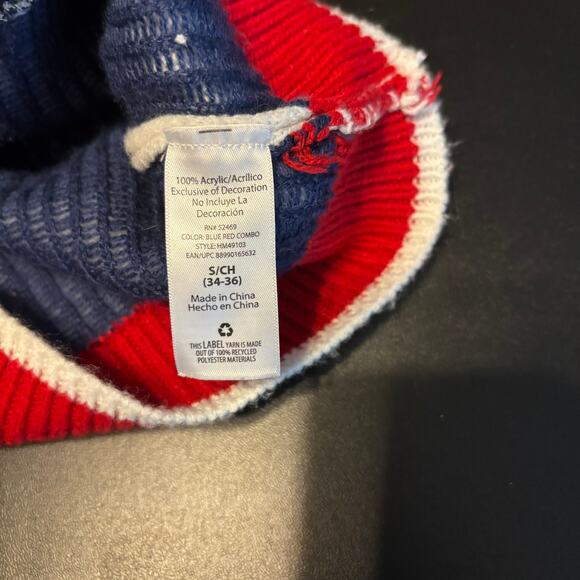 100% Acrylic/Acrílico
Exclusive of Decoration
No Incluye La
Decoración
RN# 52469
COLOR: BLUE RED COMBO
STYLE: HM49103
EAN/UPC 88990165632
S/CH
(34-36)
Made in China
Hecho en China
THIS LABEL YARN IS MADE
OUT OF 100% RECYCLED
POLYESTER MATERIALS